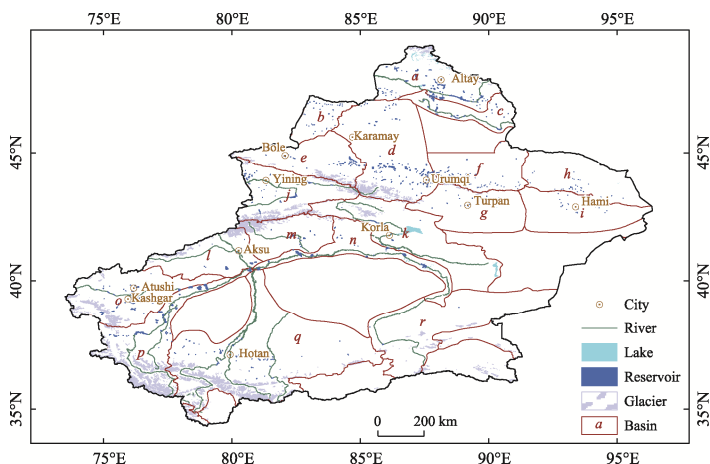 75°E 80°E 85°E 90°E 95°E
a Altay
c
b
Karamay
45°N d 45°N
Bole
e f h
Yining Urumqi
j Turpan Hami
g i
Korla k
m n
Aksu
l
40°N Atushi 40°N
Kashgar
o City
r River
q
p Hotan Lake
Reservoir
Glacier
35°N 0 200 km a Basin 35°N
75°E 80°E 85°E 90°E 95°E